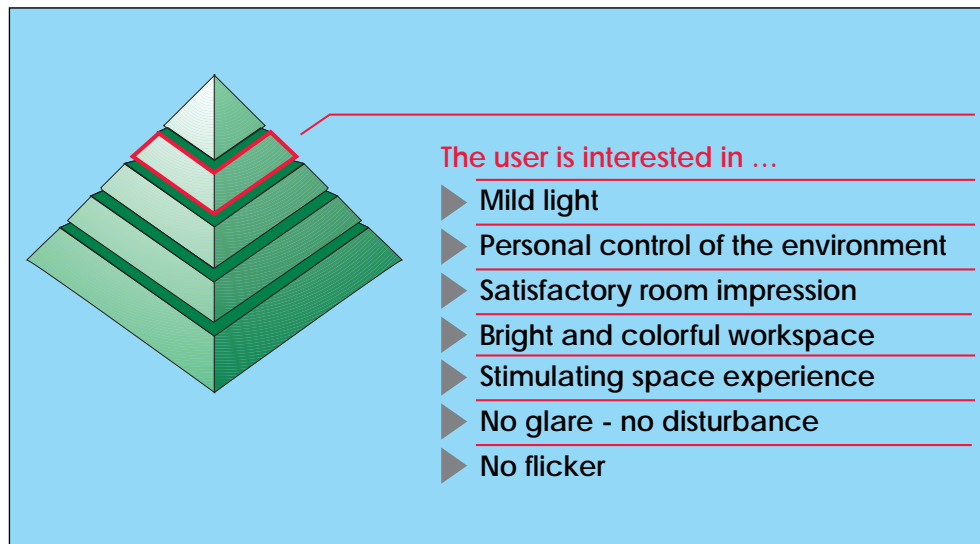 The user is interested in ...
Mild light
Personal control of the environment
Satisfactory room impression
Bright and colorful workspace
Stimulating space experience
No glare - no disturbance
No flicker